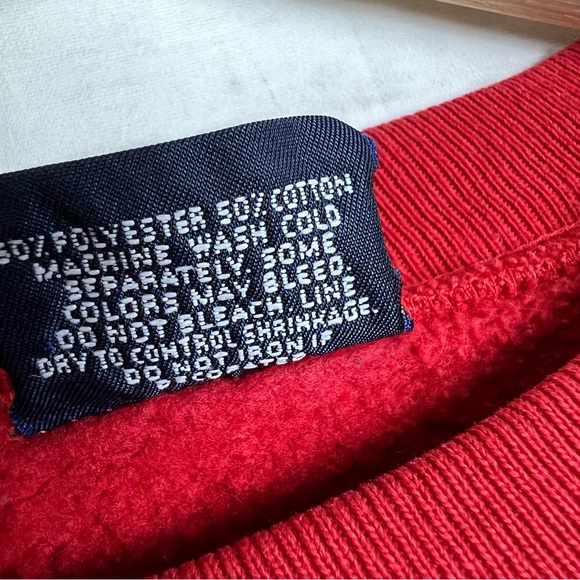 50% POLYESTER 50% COTTON
MACHINE WASH COLD
SEPARATELY. SOME
COLORS MAY BLEED.
DO NOT BLEACH LINE
DRY TO CONTROL SHRINKAGE.
DO NOT IRON IF